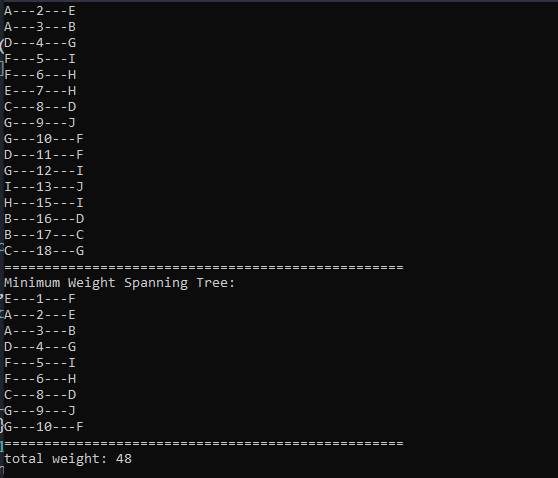 A---2---E
A---3---B
D---4---G
F---5---I
F---6---H
E---7---H
C---8---D
G---9---J
G---10---F
D---11---F
G---12---I
I---13---J
H---15---I
B---16---D
B---17---C
C---18---G
==================================================
Minimum Weight Spanning Tree:
E---1---F
A---2---E
A---3---B
D---4---G
F---5---I
F---6---H
C---8---D
G---9---J
G---10---F
==================================================
total weight: 48